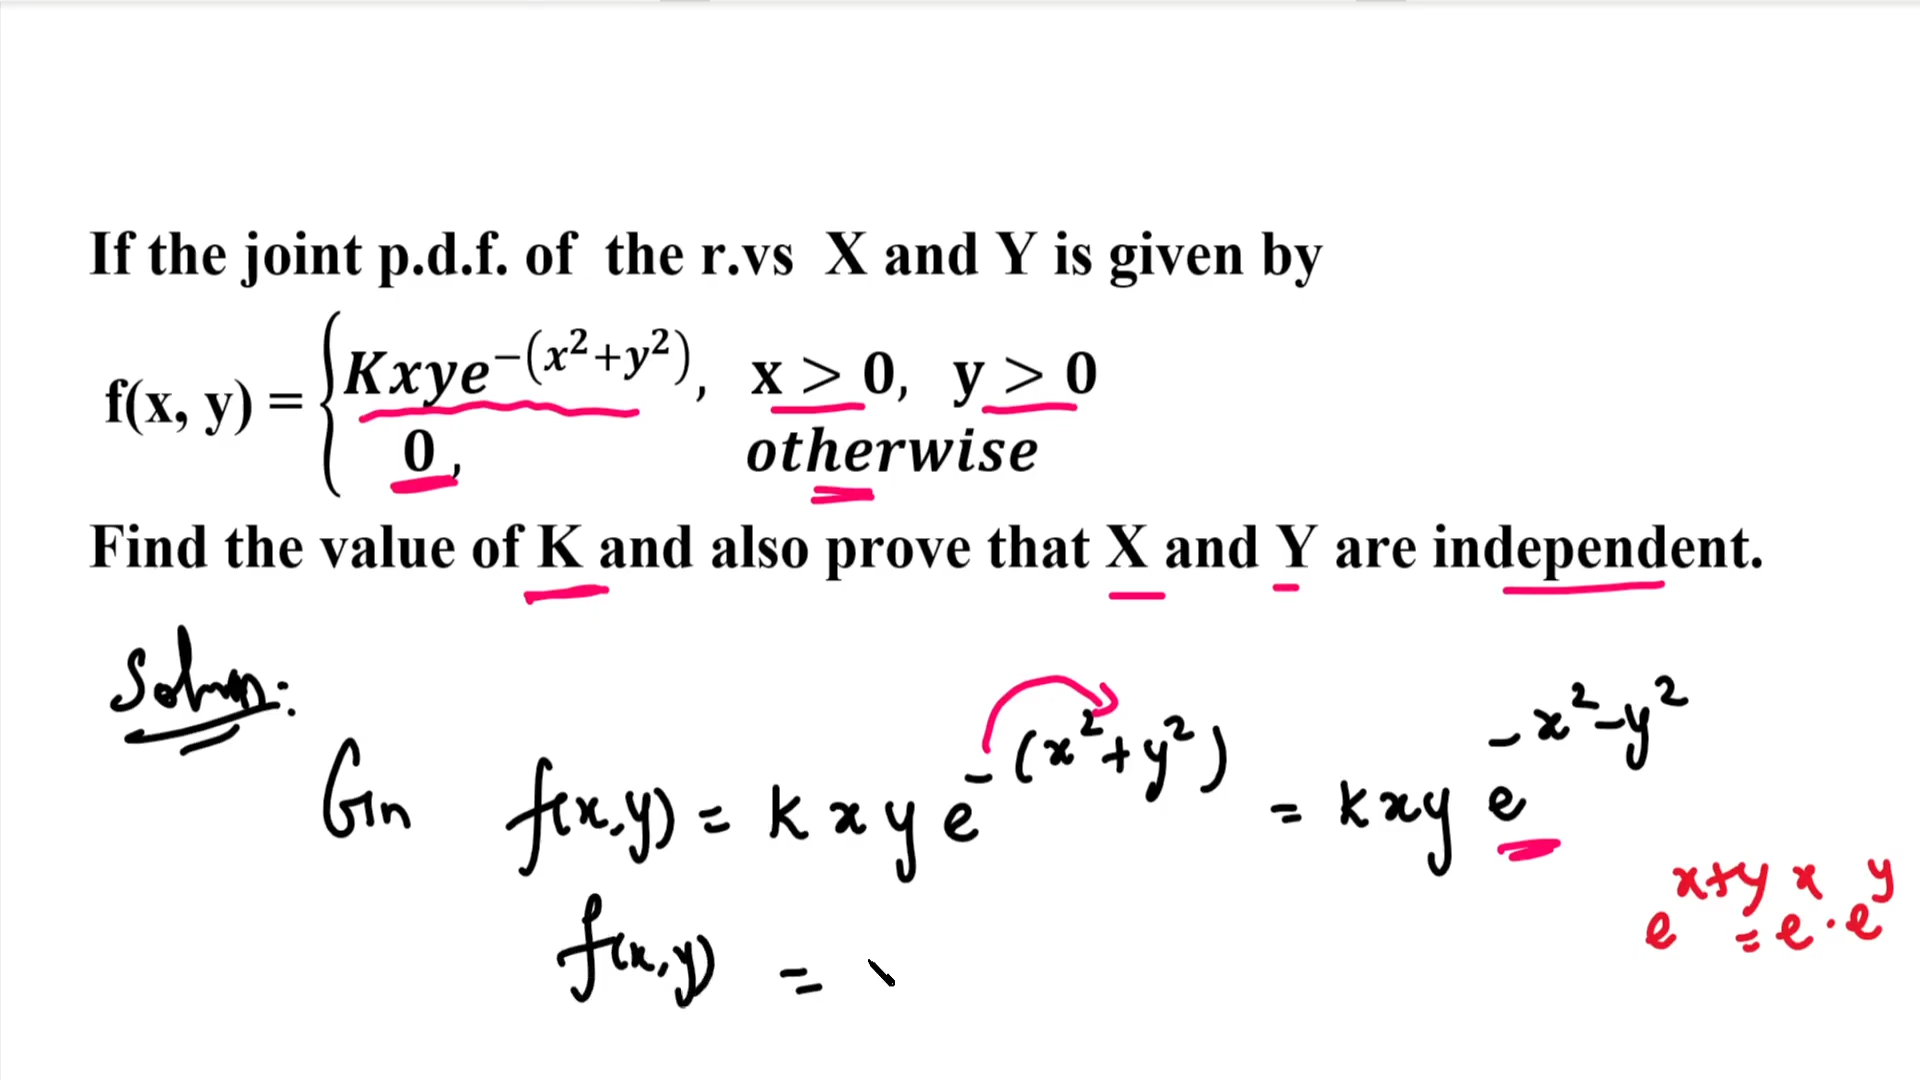 If the joint p.d.f. of the r.vs X and Y is given by
f(x, y) = { Kxye^−(x²+y²), x > 0, y > 0
0, otherwise
Find the value of K and also prove that X and Y are independent.
Soln:
Gn f(x,y) = k x y e^-(x²+y²) = k x y e^-x²-y²
e^x+y = e^x . e^y
f(x,y) =